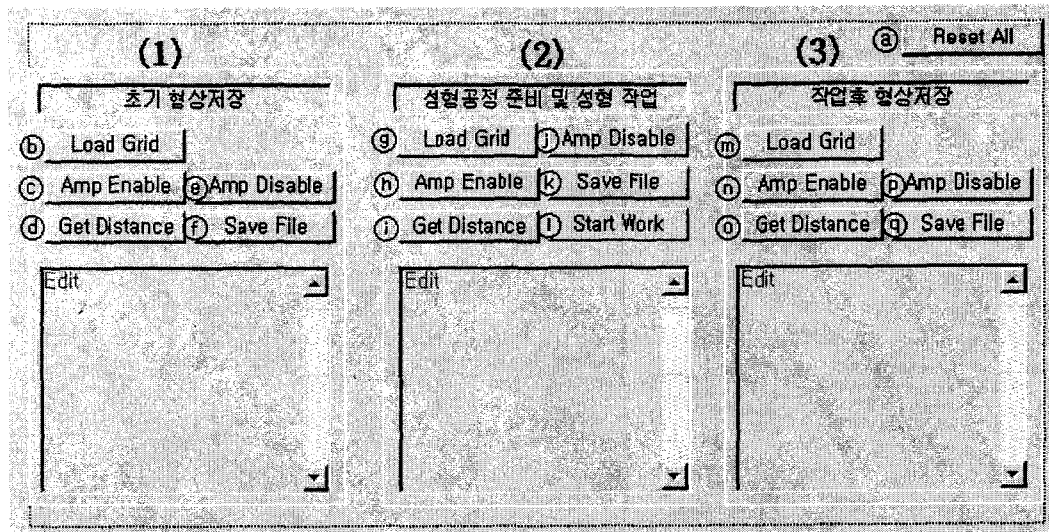 (1) (2) (3) ⓐ Reset All
초기 형상저장 성형공정 준비 및 성형 작업 작업후 형상저장
ⓑ Load Grid ⓖ Load Grid ⓙ Amp Disable ⓜ Load Grid
ⓒ Amp Enable ⓔ Amp Disable ⓗ Amp Enable ⓚ Save File ⓝ Amp Enable ⓟ Amp Disable
ⓓ Get Distance ⓕ Save File ⓘ Get Distance ⓛ Start Work ⓞ Get Distance ⓠ Save File
Edit Edit Edit